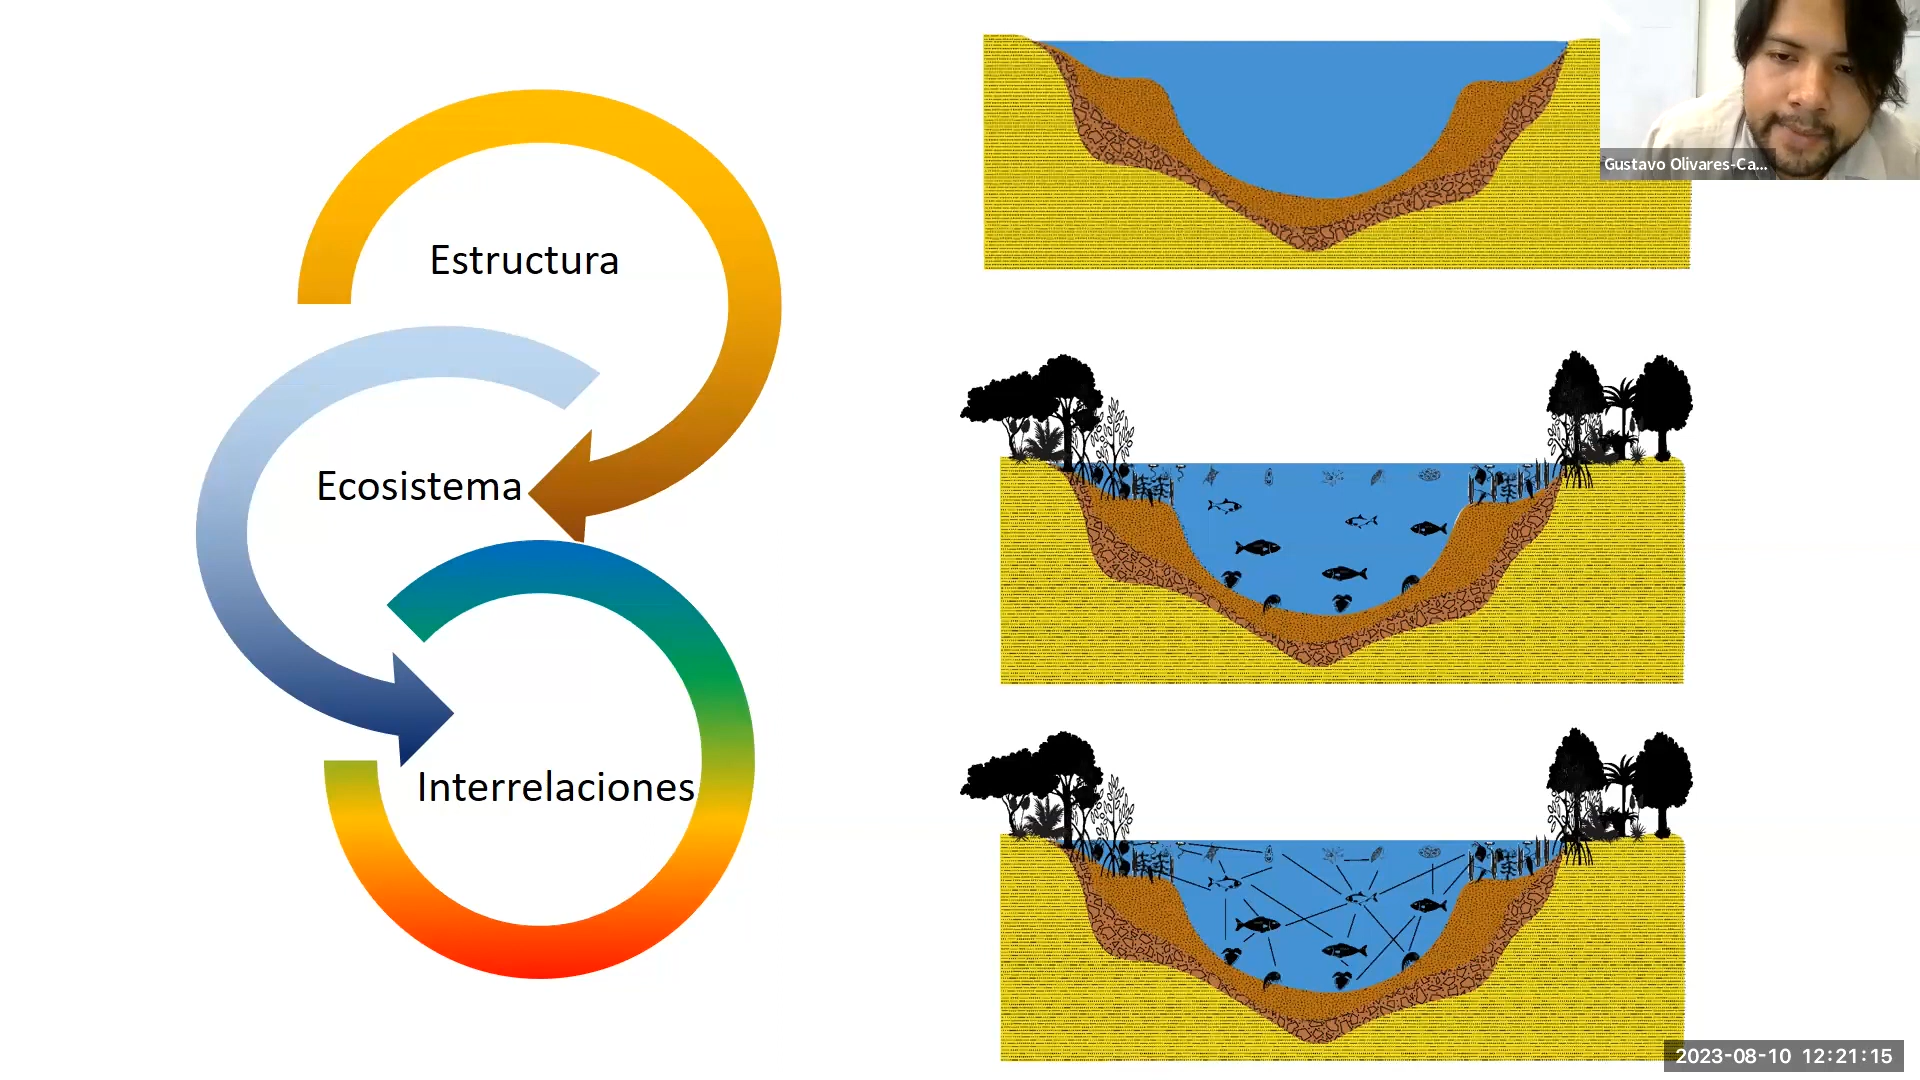 Estructura
Ecosistema
Interrelaciones
Gustavo Olivares-Ca...
2023-08-10 12:21:15